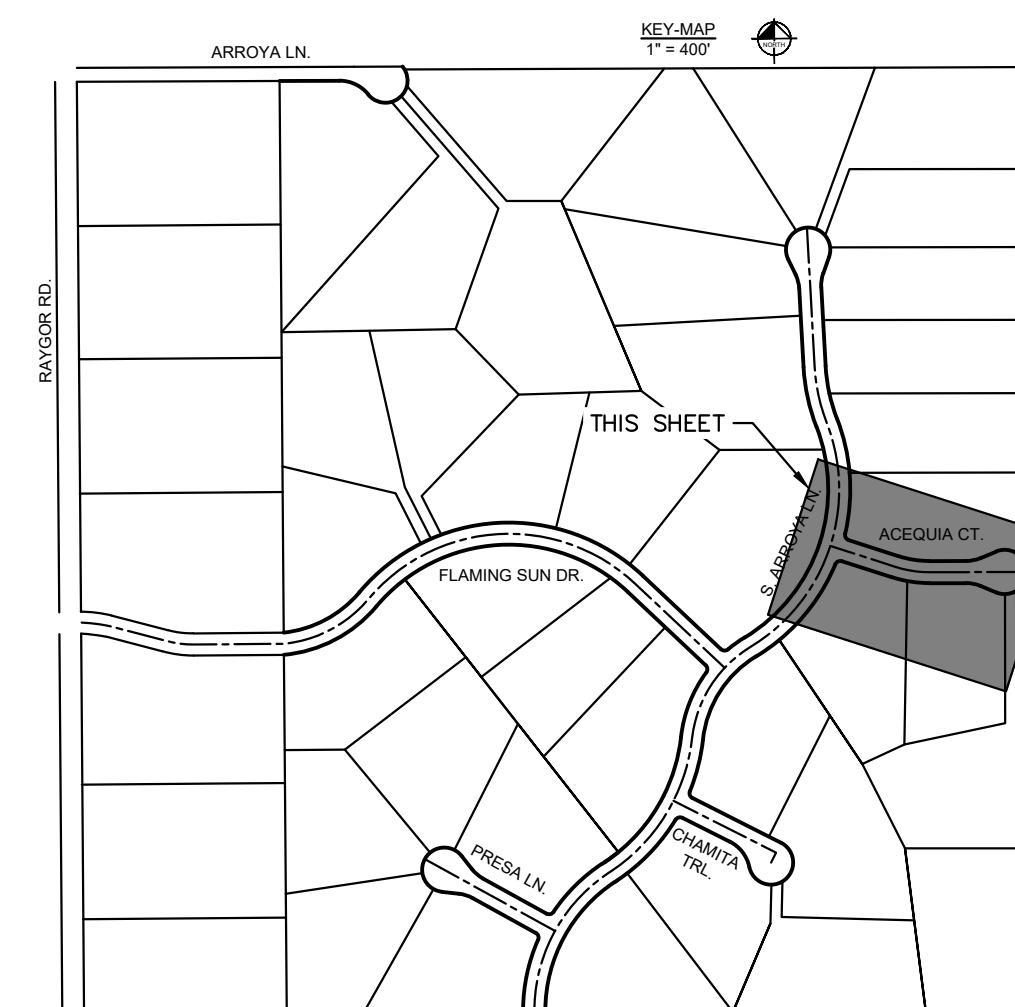 KEY-MAP
1" = 400'
NORTH
ARROYA LN.
RAYGOR RD.
THIS SHEET
S. ARROYA LN.
ACEQUIA CT.
FLAMING SUN DR.
CHAMITA
TRL.
PRESA LN.